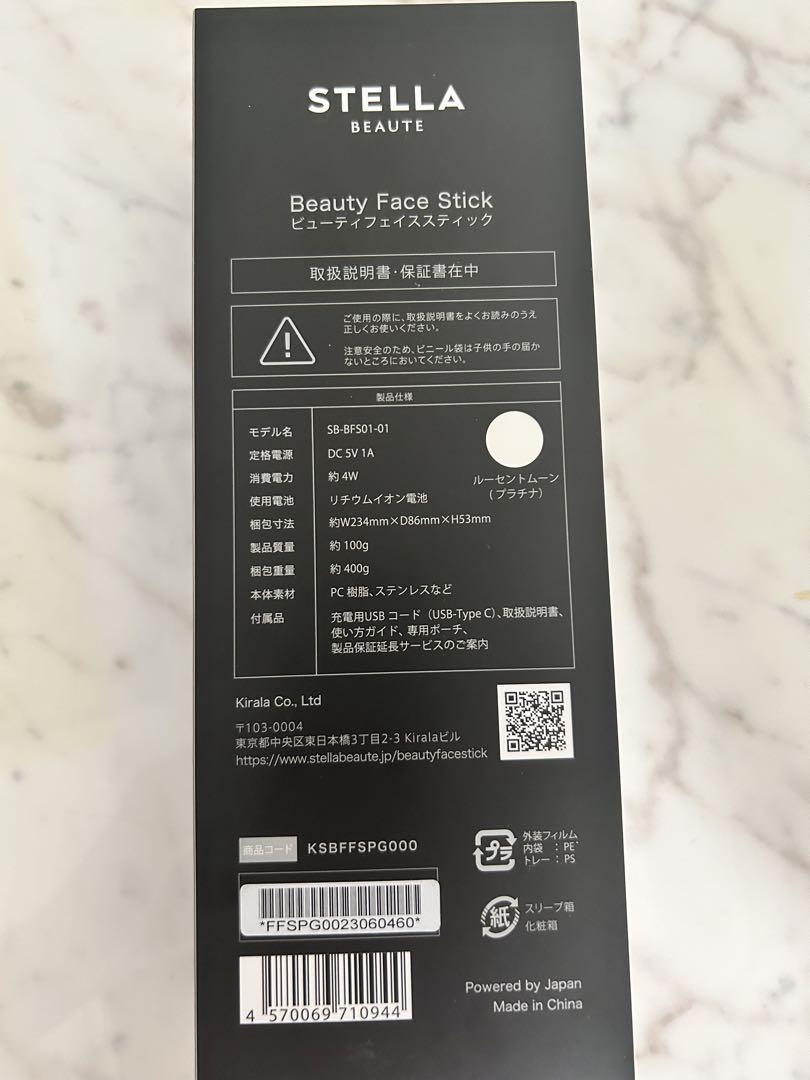 STELLA
BEAUTE
Beauty Face Stick
ビューティフェイススティック
取扱説明書・保証書在中
ご使用の際に、取扱説明書をよくお読みのうえ
正しくお使いください。
注意安全のため、ビニール袋は子供の手の届か
ないところにおいてください。
製品仕様
モデル名 SB-BFS01-01
定格電源 DC 5V 1A
消費電力 約 4W
使用電池 リチウムイオン電池
梱包寸法 約W234mm×D86mm×H53mm
製品質量 約 100g
梱包重量 約 400g
本体素材 PC 樹脂、ステンレスなど
付属品 充電用USB コード（USB-Type C）、取扱説明書、
使い方ガイド、専用ポーチ、
製品保証延長サービスのご案内
ルーセントムーン
（プラチナ）
Kirala Co., Ltd
〒103-0004
東京都中央区東日本橋3丁目2-3 Kiralaビル
https://www.stellabeaute.jp/beautyfacestick
商品コード KSBFFSPG000
*FFSPG0023060460*
4 570069 710944
プラ
外装フィルム
内袋 ：PE
トレー：PS
紙
スリーブ箱
化粧箱
Powered by Japan
Made in China